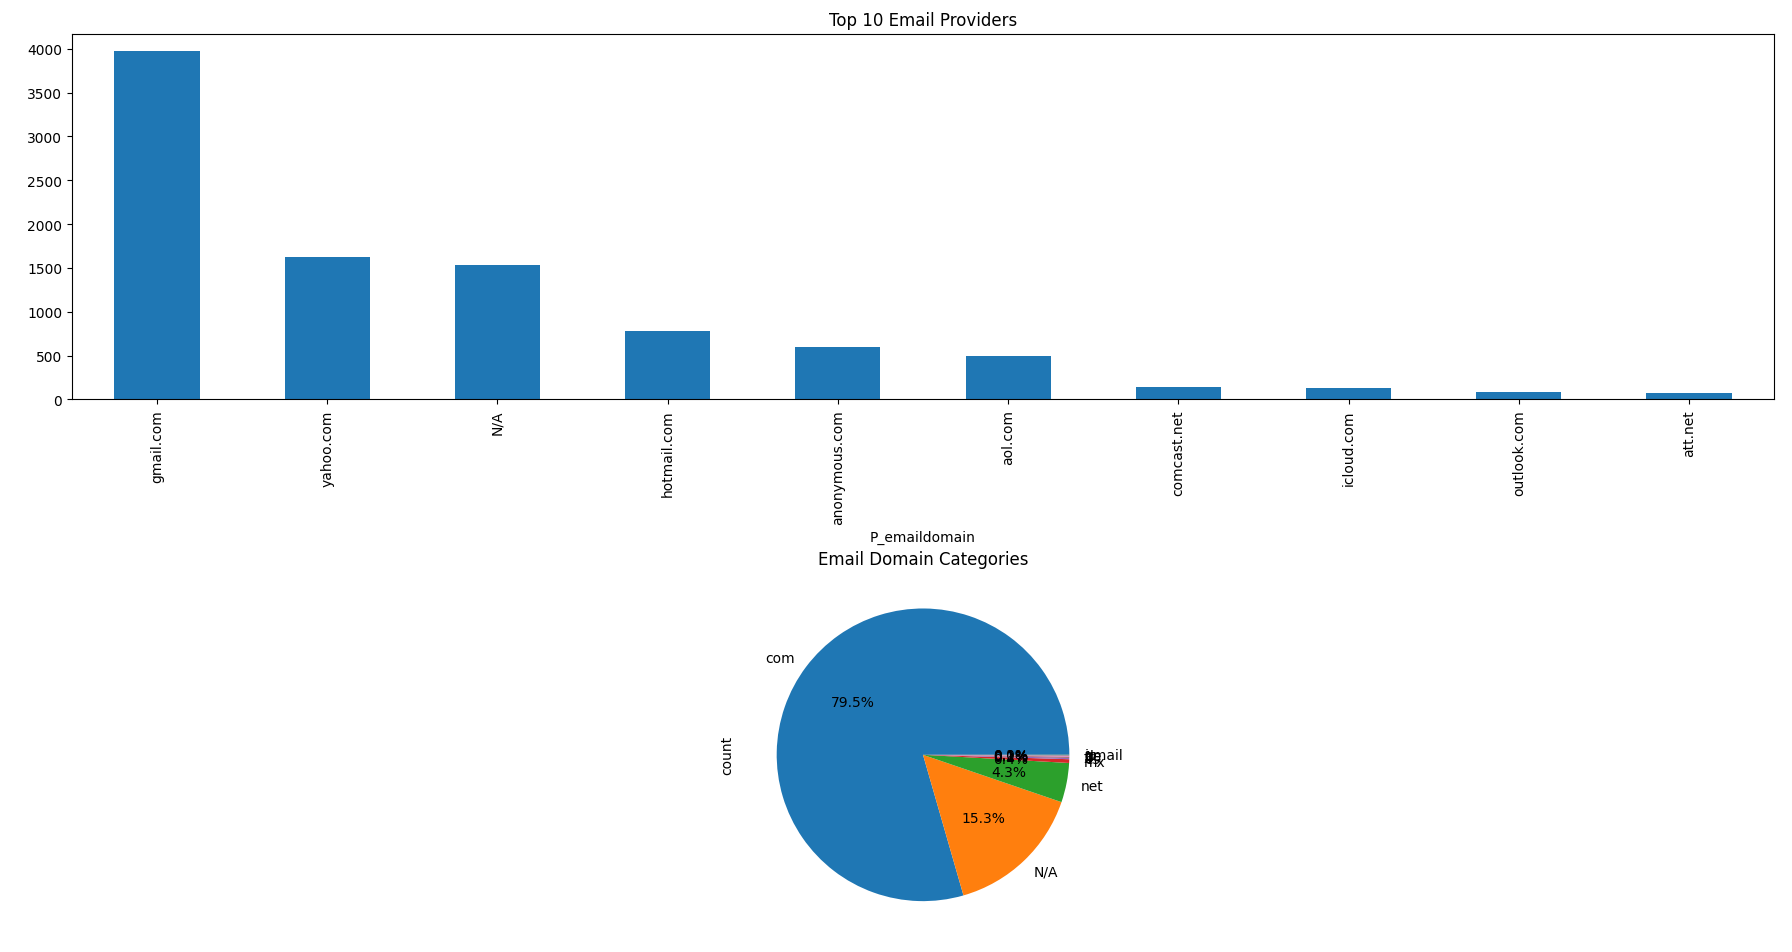 Top 10 Email Providers
4000
3500
3000
2500
2000
1500
1000
500
0
gmail.com
yahoo.com
N/A
hotmail.com
anonymous.com
aol.com
comcast.net
icloud.com
outlook.com
att.net
P_emaildomain
Email Domain Categories
com
79.5%
count
net
4.3%
15.3%
N/A